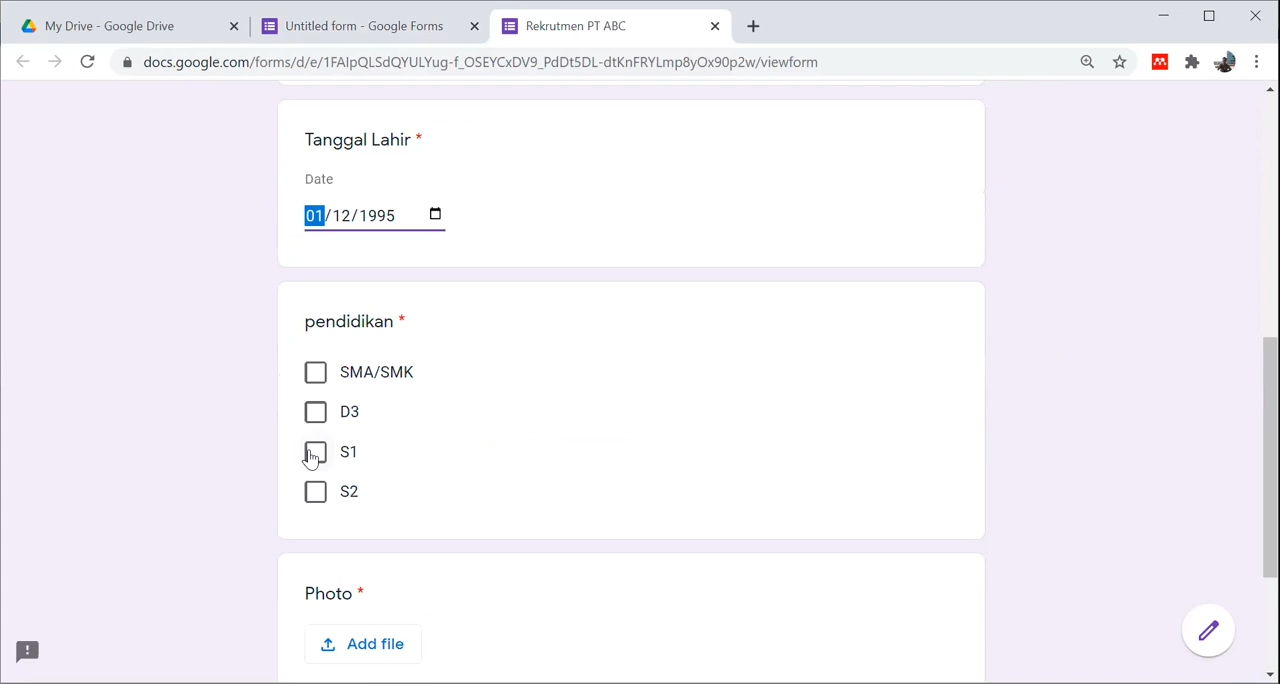 My Drive - Google Drive
Untitled form - Google Forms
Rekrutmen PT ABC
docs.google.com/forms/d/e/1FAIpQLSdQYULYug-f_OSEYCxDV9_PdDt5DL-dtKnFRYLmp8yOx90p2w/viewform
Tanggal Lahir *
Date
01/12/1995
pendidikan *
SMA/SMK
D3
S1
S2
Photo *
Add file